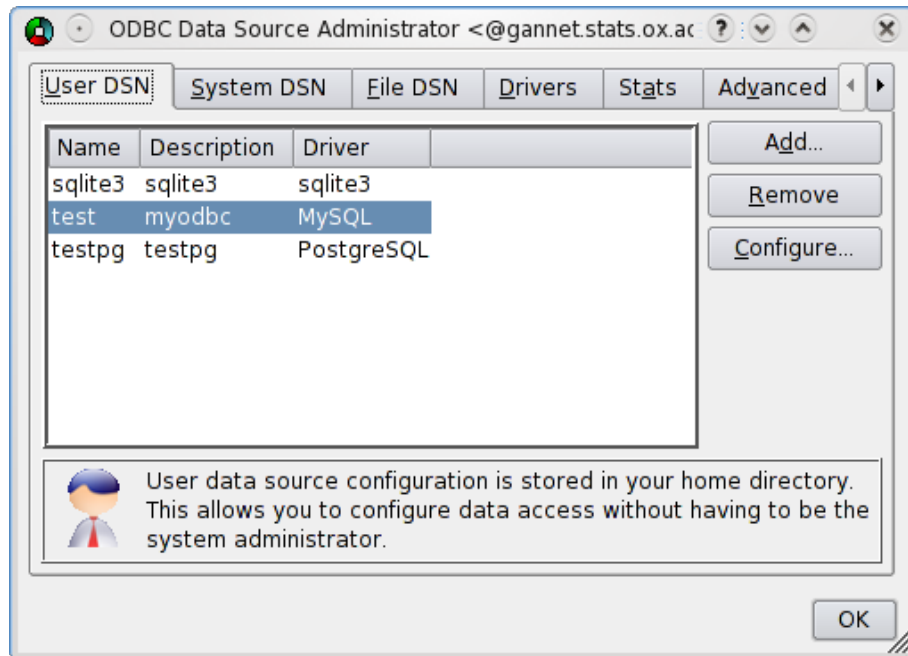 ODBC Data Source Administrator <@gannet.stats.ox.ac
User DSN System DSN File DSN Drivers Stats Advanced
Name Description Driver
sqlite3 sqlite3 sqlite3
test myodbc MySQL
testpg testpg PostgreSQL
Add...
Remove
Configure...
User data source configuration is stored in your home directory.
This allows you to configure data access without having to be the
system administrator.
OK